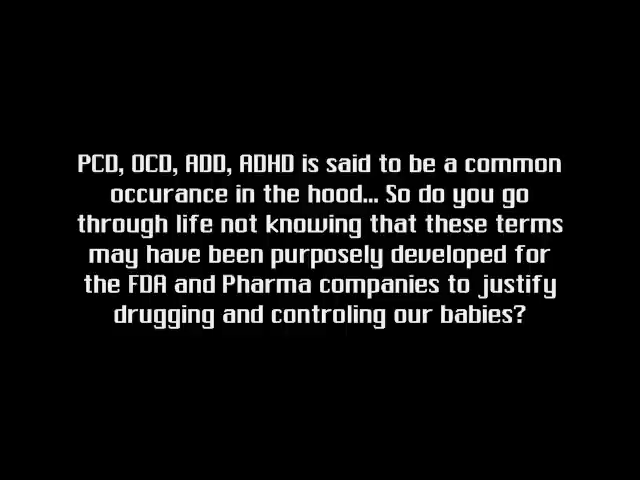 PCD, OCD, ADD, ADHD is said to be a common
occurance in the hood... So do you go
through life not knowing that these terms
may have been purposely developed for
the FDA and Pharma companies to justify
drugging and controling our babies?